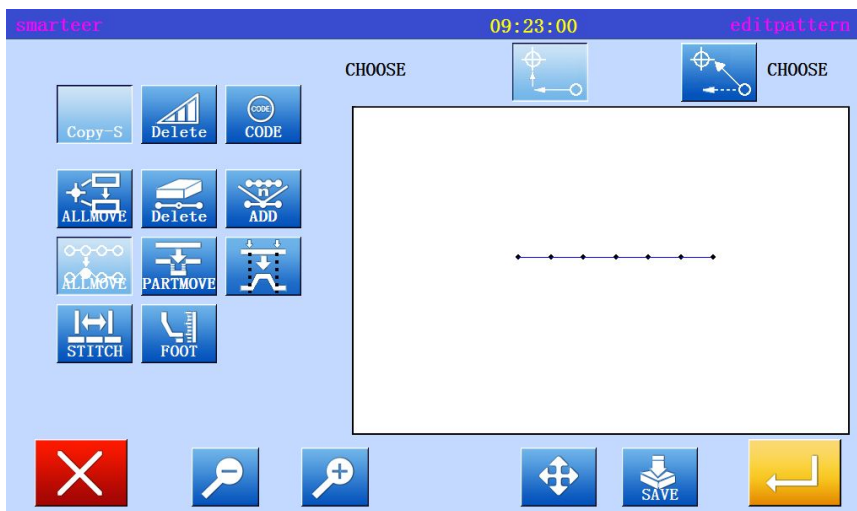 smarteer 09:23:00 editpattern
CHOOSE CHOOSE
Copy-S Delete CODE CODE
ALLMOVE Delete n ADD
ALLMOVE PARTMOVE
STITCH FOOT
SAVE